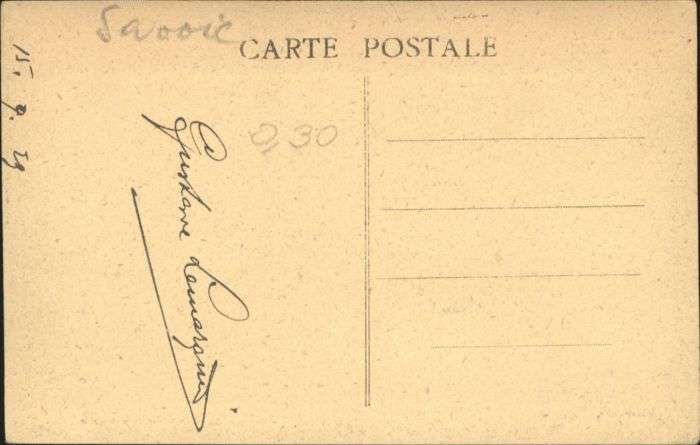 Savoie
CARTE POSTALE
15. 9. 29
0,30
Gustave